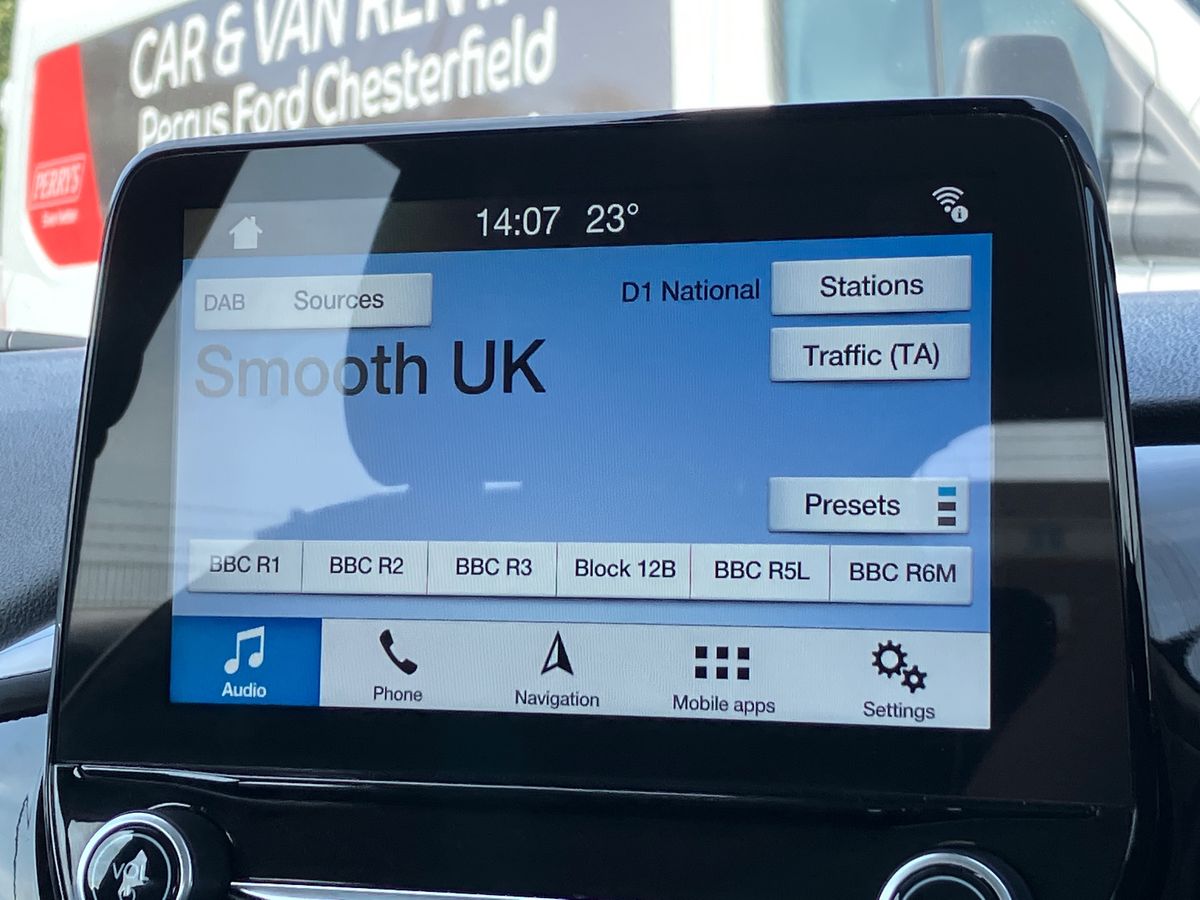 CAR & VAN RENTAL
Perrys Ford Chesterfield
PERRYS
14:07 23°
DAB Sources
D1 National
Stations
Smooth UK
Traffic (TA)
Presets
BBC R1
BBC R2
BBC R3
Block 12B
BBC R5L
BBC R6M
Audio
Phone
Navigation
Mobile apps
Settings
VOL